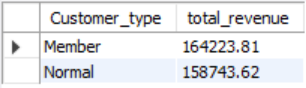 Customer_type total_revenue
Member 164223.81
Normal 158743.62